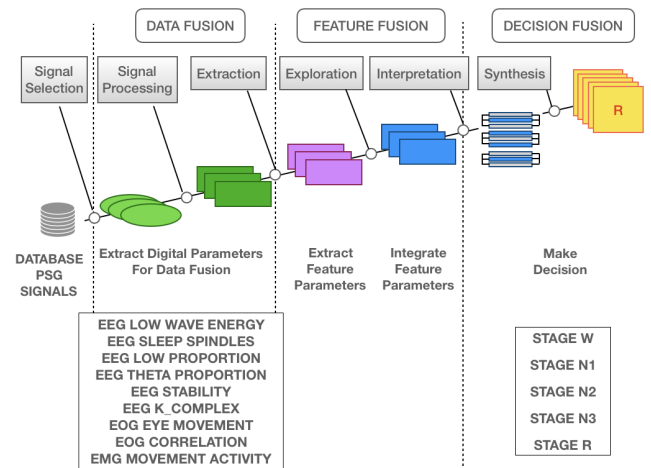 DATA FUSION
FEATURE FUSION
DECISION FUSION
Signal
Selection
Signal
Processing
Extraction
Exploration
Interpretation
Synthesis
R
DATABASE
PSG
SIGNALS
Extract Digital Parameters
For Data Fusion
Extract
Feature
Parameters
Integrate
Feature
Parameters
Make
Decision
EEG LOW WAVE ENERGY
EEG SLEEP SPINDLES
EEG LOW PROPORTION
EEG THETA PROPORTION
EEG STABILITY
EEG K_COMPLEX
EOG EYE MOVEMENT
EOG CORRELATION
EMG MOVEMENT ACTIVITY
STAGE W
STAGE N1
STAGE N2
STAGE N3
STAGE R